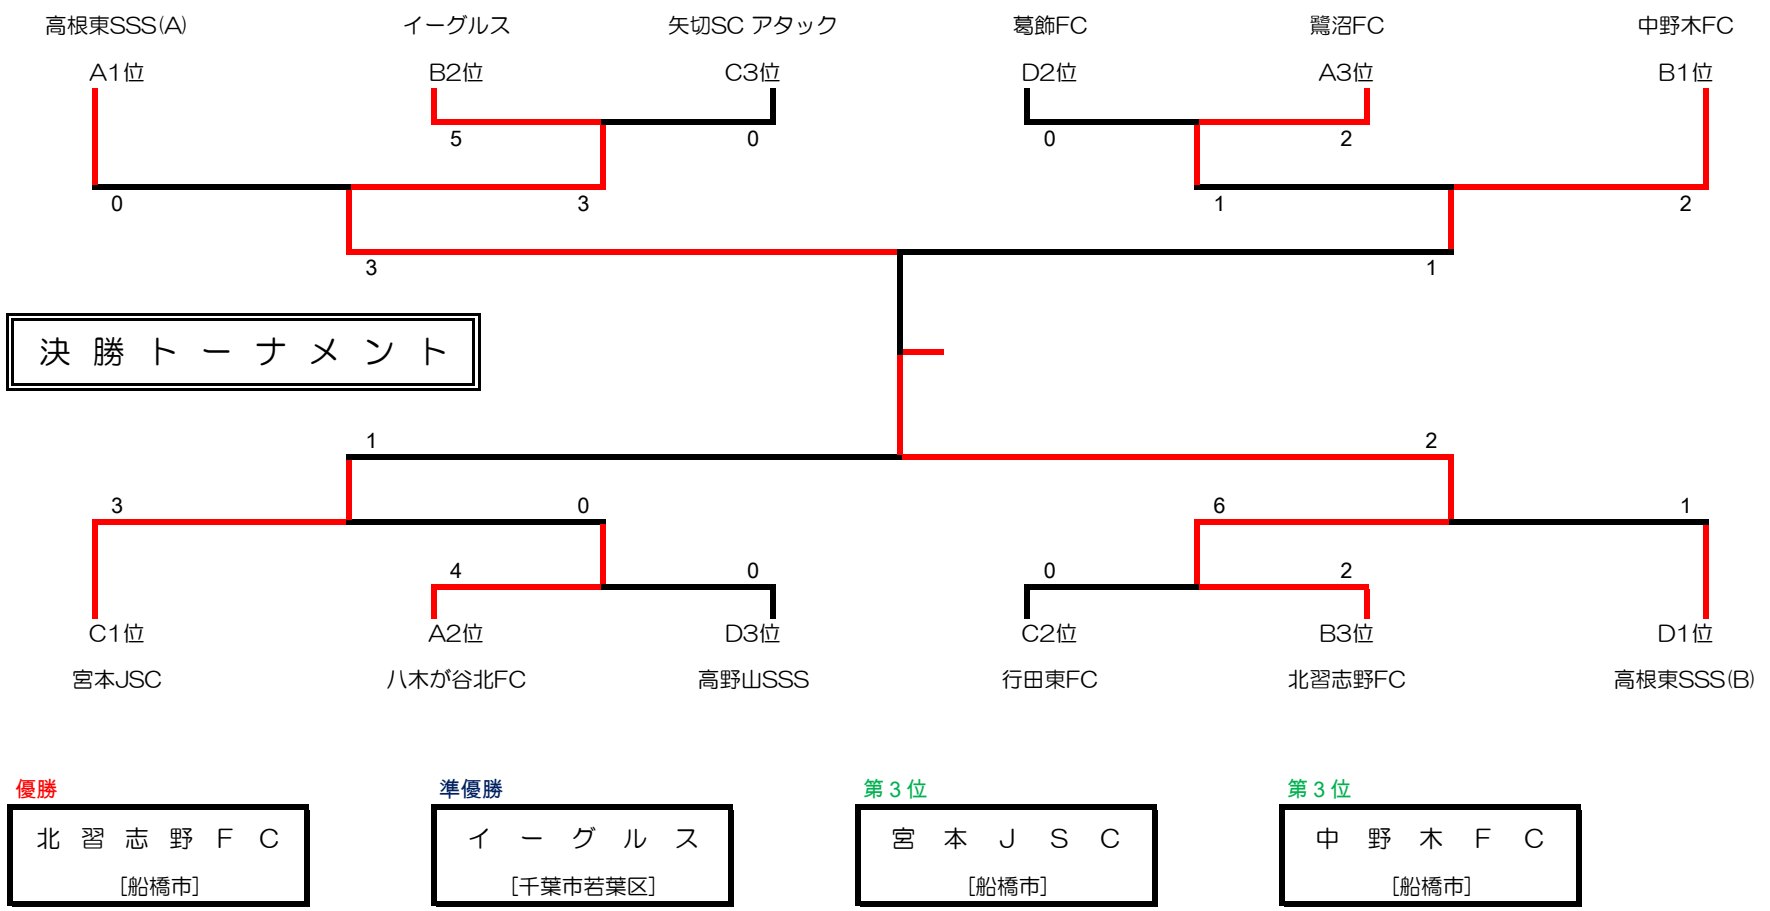 高根東SSS(A) イーグルス 矢切SC アタック 葛飾FC 鷺沼FC 中野木FC
A1位 B2位 C3位 D2位 A3位 B1位
5 0 0 2
0 3 1 2
3 1
決勝トーナメント
1 2
3 0 6 1
4 0 0 2
C1位 A2位 D3位 C2位 B3位 D1位
宮本JSC 八木が谷北FC 高野山SSS 行田東FC 北習志野FC 高根東SSS(B)
優勝 準優勝 第3位 第3位
北習志野FC イーグルス 宮本JSC 中野木FC
[船橋市] [千葉市若葉区] [船橋市] [船橋市]